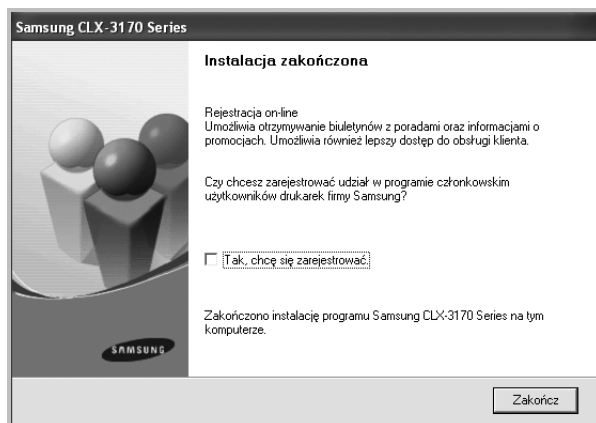 Samsung CLX-3170 Series
Instalacja zakończona
Rejestracja on-line
Umożliwia otrzymywanie biuletynów z poradami oraz informacjami o
promocjach. Umożliwia również lepszy dostęp do obsługi klienta.
Czy chcesz zarejestrować udział w programie członkowskim
użytkowników drukarek firmy Samsung?
Tak, chcę się zarejestrować.
Zakończono instalację programu Samsung CLX-3170 Series na tym
komputerze.
SAMSUNG
Zakończ